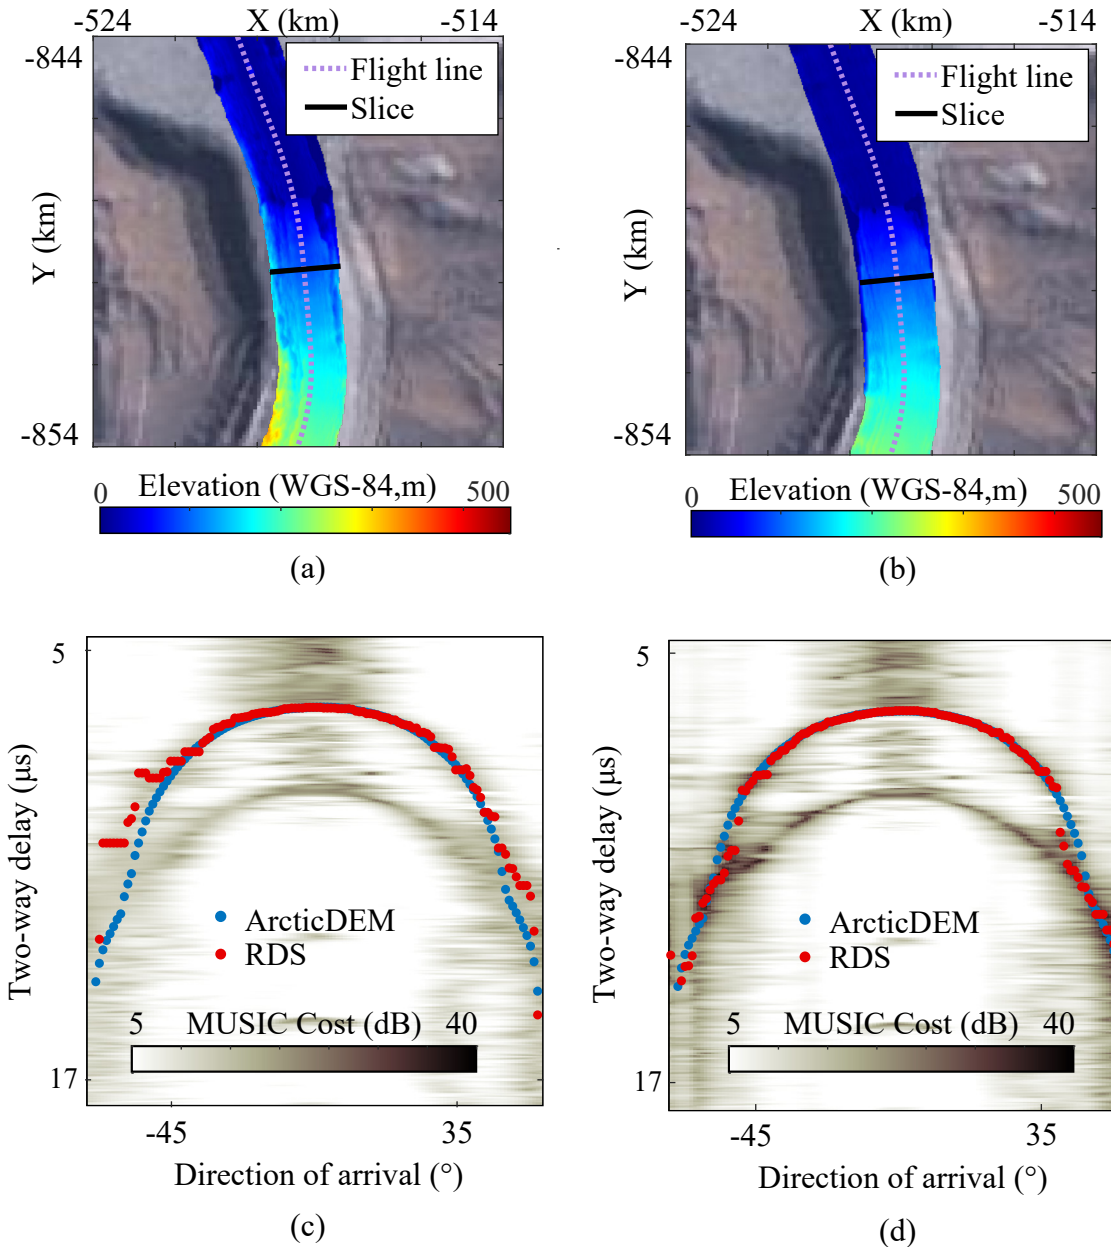 -524 X (km) -514
-844
Flight line
Slice
Y (km)
-854
0 Elevation (WGS-84,m) 500
(a)
-524 X (km) -514
-844
Flight line
Slice
Y (km)
-854
0 Elevation (WGS-84,m) 500
(b)
5
Two-way delay (μs)
ArcticDEM
RDS
5 MUSIC Cost (dB) 40
17
-45 35
Direction of arrival (°)
(c)
5
Two-way delay (μs)
ArcticDEM
RDS
5 MUSIC Cost (dB) 40
17
-45 35
Direction of arrival (°)
(d)